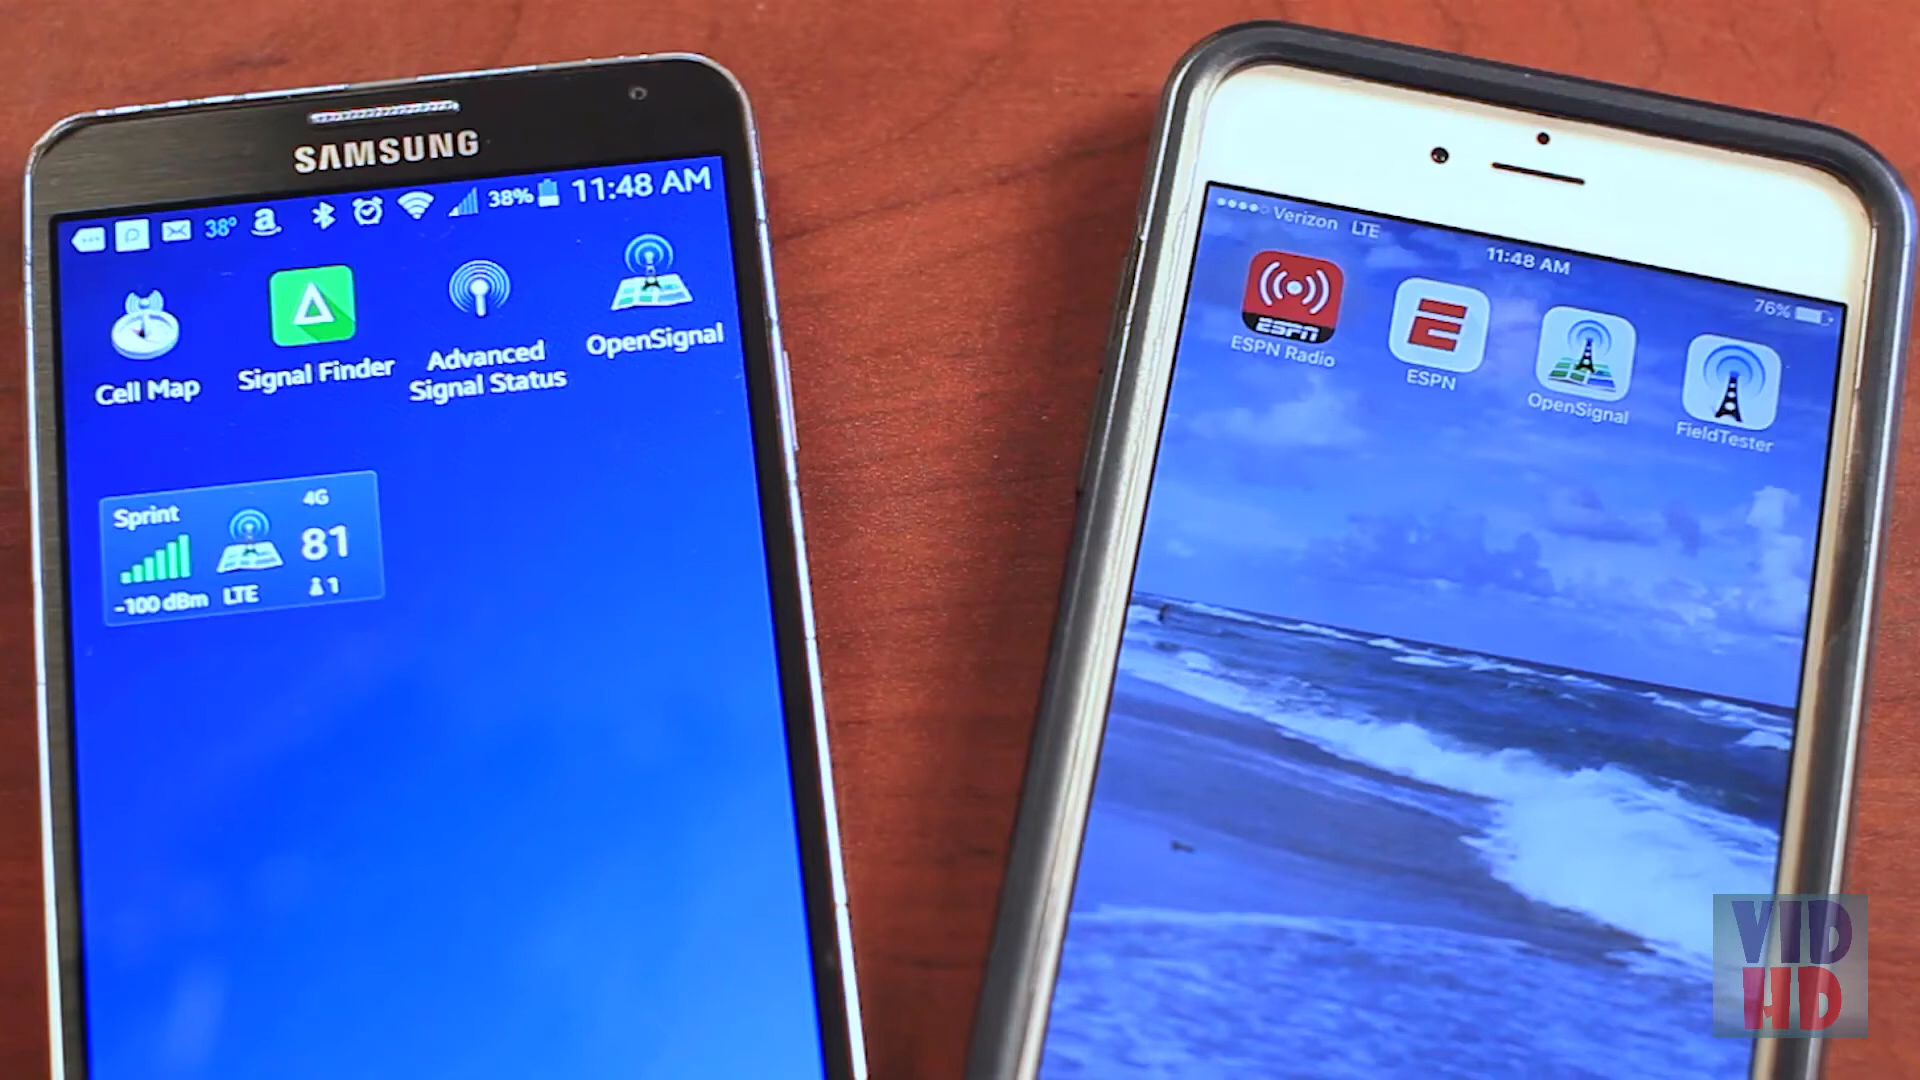 SAMSUNG
38° a 38% 11:48 AM
Cell Map
Signal Finder
Advanced
Signal Status
OpenSignal
Sprint
4G
81
-100 dBm
LTE
1
Verizon LTE
11:48 AM
76%
ESPN
ESPN Radio
ESPN
OpenSignal
FieldTester
VID
HD